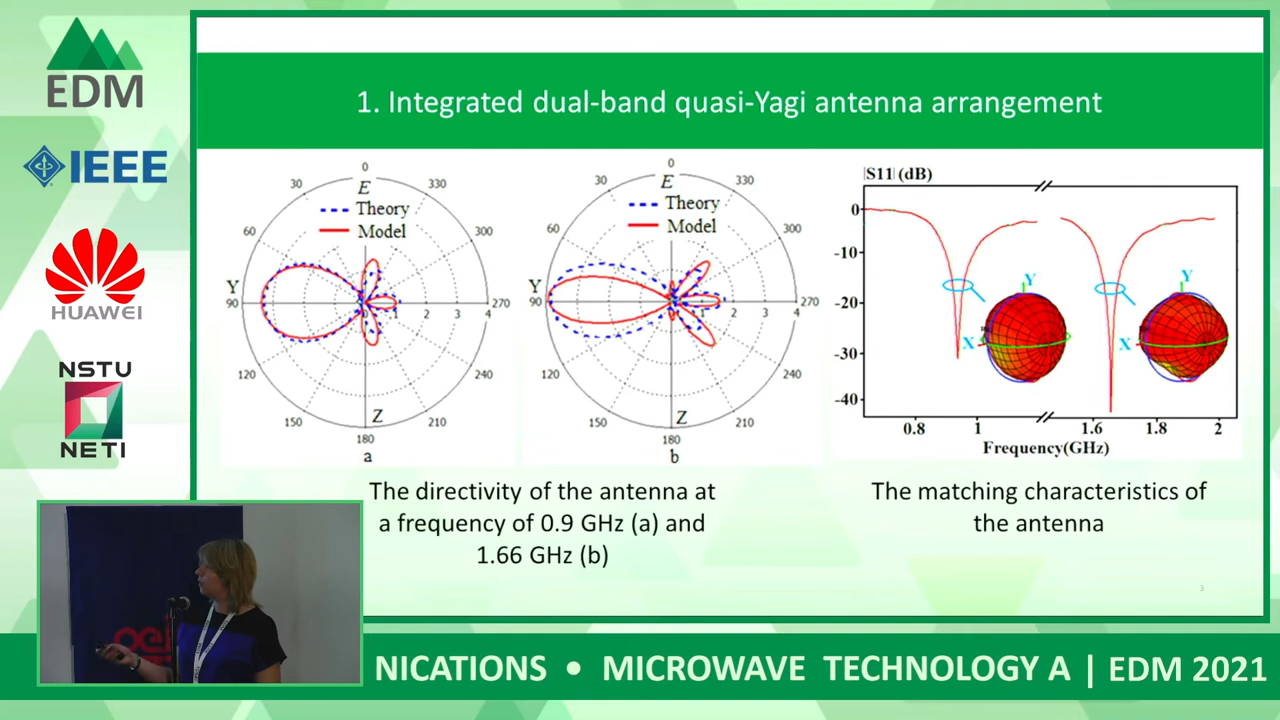 EDM
IEEE
HUAWEI
NSTU
NETI
1. Integrated dual-band quasi-Yagi antenna arrangement
0
30
330
E
Theory
Model
60
300
Y
90
0
1
2
3
4
270
120
240
Z
150
210
180
a
0
30
330
E
Theory
Model
60
300
Y
90
0
1
2
3
4
270
120
240
Z
150
210
180
b
|S11| (dB)
0
-10
-20
-30
-40
Y
X
Y
X
0.8
1
1.6
1.8
2
Frequency(GHz)
The directivity of the antenna at
a frequency of 0.9 GHz (a) and
1.66 GHz (b)
The matching characteristics of
the antenna
3
NICATIONS • MICROWAVE TECHNOLOGY A | EDM 2021